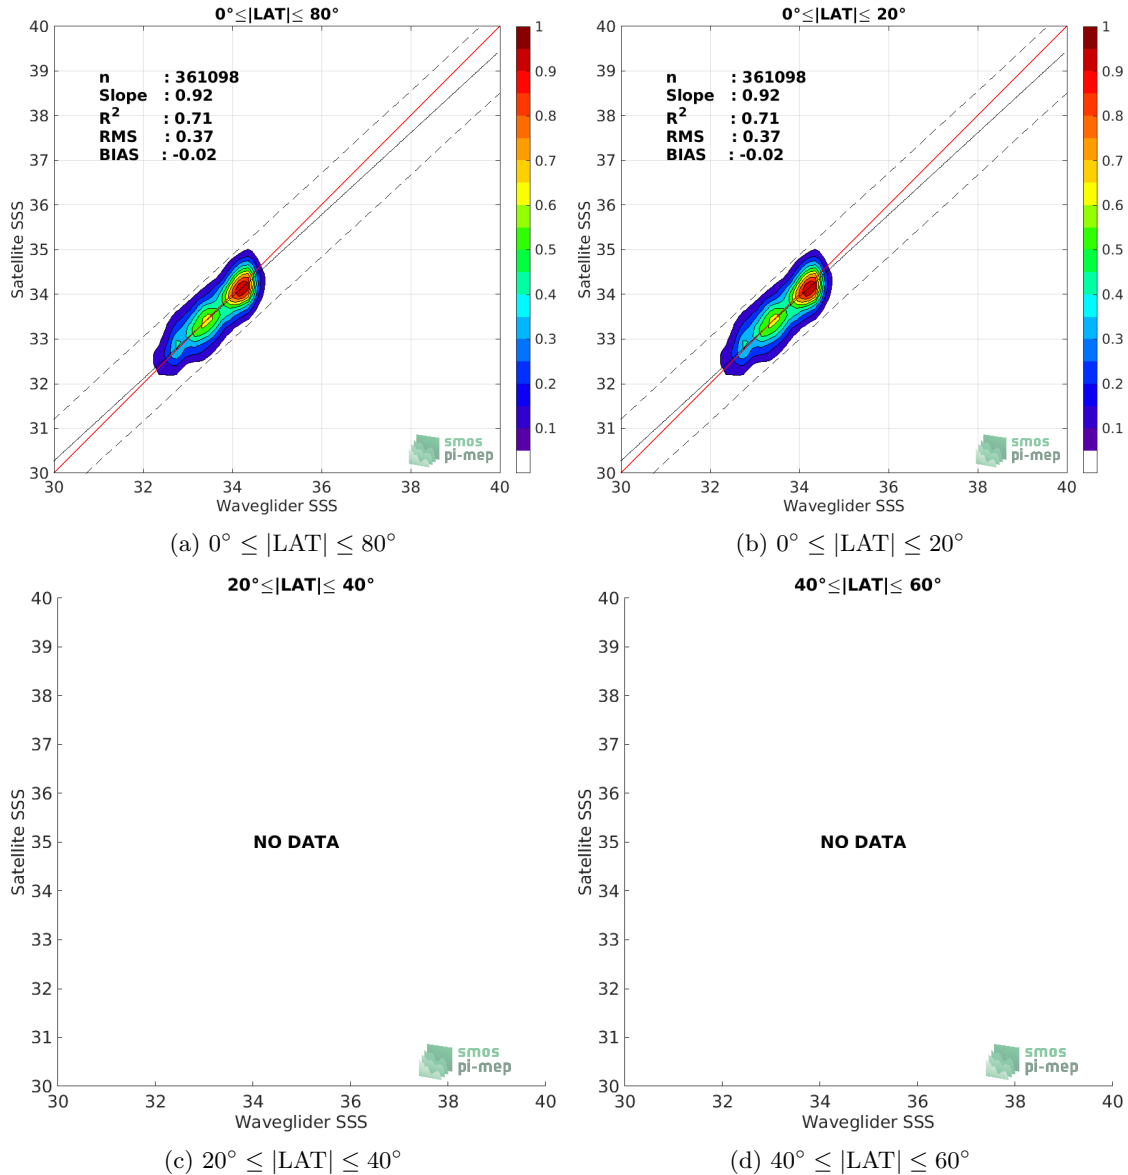 0°≤|LAT|≤ 80°
n : 361098
Slope : 0.92
R² : 0.71
RMS : 0.37
BIAS : -0.02
Satellite SSS
40
39
38
37
36
35
34
33
32
31
30
30 32 34 36 38 40
Waveglider SSS
1
0.9
0.8
0.7
0.6
0.5
0.4
0.3
0.2
0.1
smos
pi-mep
(a) 0° ≤ |LAT| ≤ 80°
0°≤|LAT|≤ 20°
n : 361098
Slope : 0.92
R² : 0.71
RMS : 0.37
BIAS : -0.02
Satellite SSS
40
39
38
37
36
35
34
33
32
31
30
30 32 34 36 38 40
Waveglider SSS
1
0.9
0.8
0.7
0.6
0.5
0.4
0.3
0.2
0.1
smos
pi-mep
(b) 0° ≤ |LAT| ≤ 20°
20°≤|LAT|≤ 40°
Satellite SSS
40
39
38
37
36
35
34
33
32
31
30
NO DATA
30 32 34 36 38 40
Waveglider SSS
smos
pi-mep
(c) 20° ≤ |LAT| ≤ 40°
40°≤|LAT|≤ 60°
Satellite SSS
40
39
38
37
36
35
34
33
32
31
30
NO DATA
30 32 34 36 38 40
Waveglider SSS
smos
pi-mep
(d) 40° ≤ |LAT| ≤ 60°